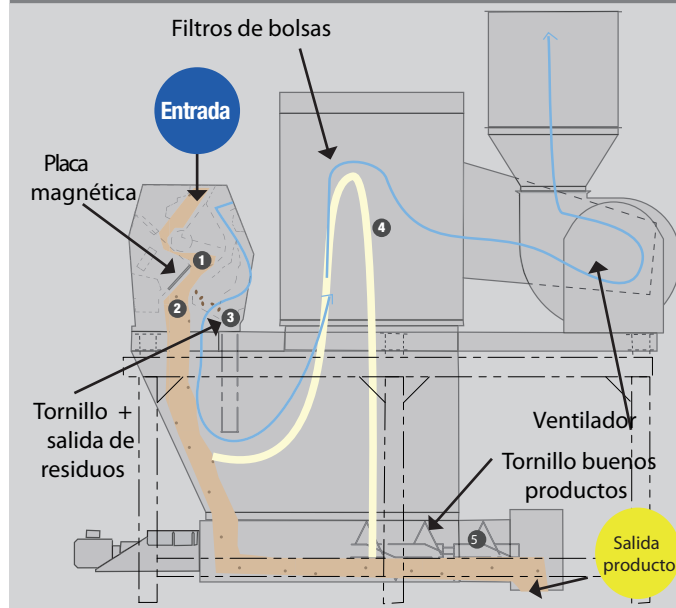 Filtros de bolsas
Entrada
Placa
magnética
1
2
3
4
Tornillo +
salida de
residuos
Ventilador
Tornillo buenos
productos
5
Salida
producto